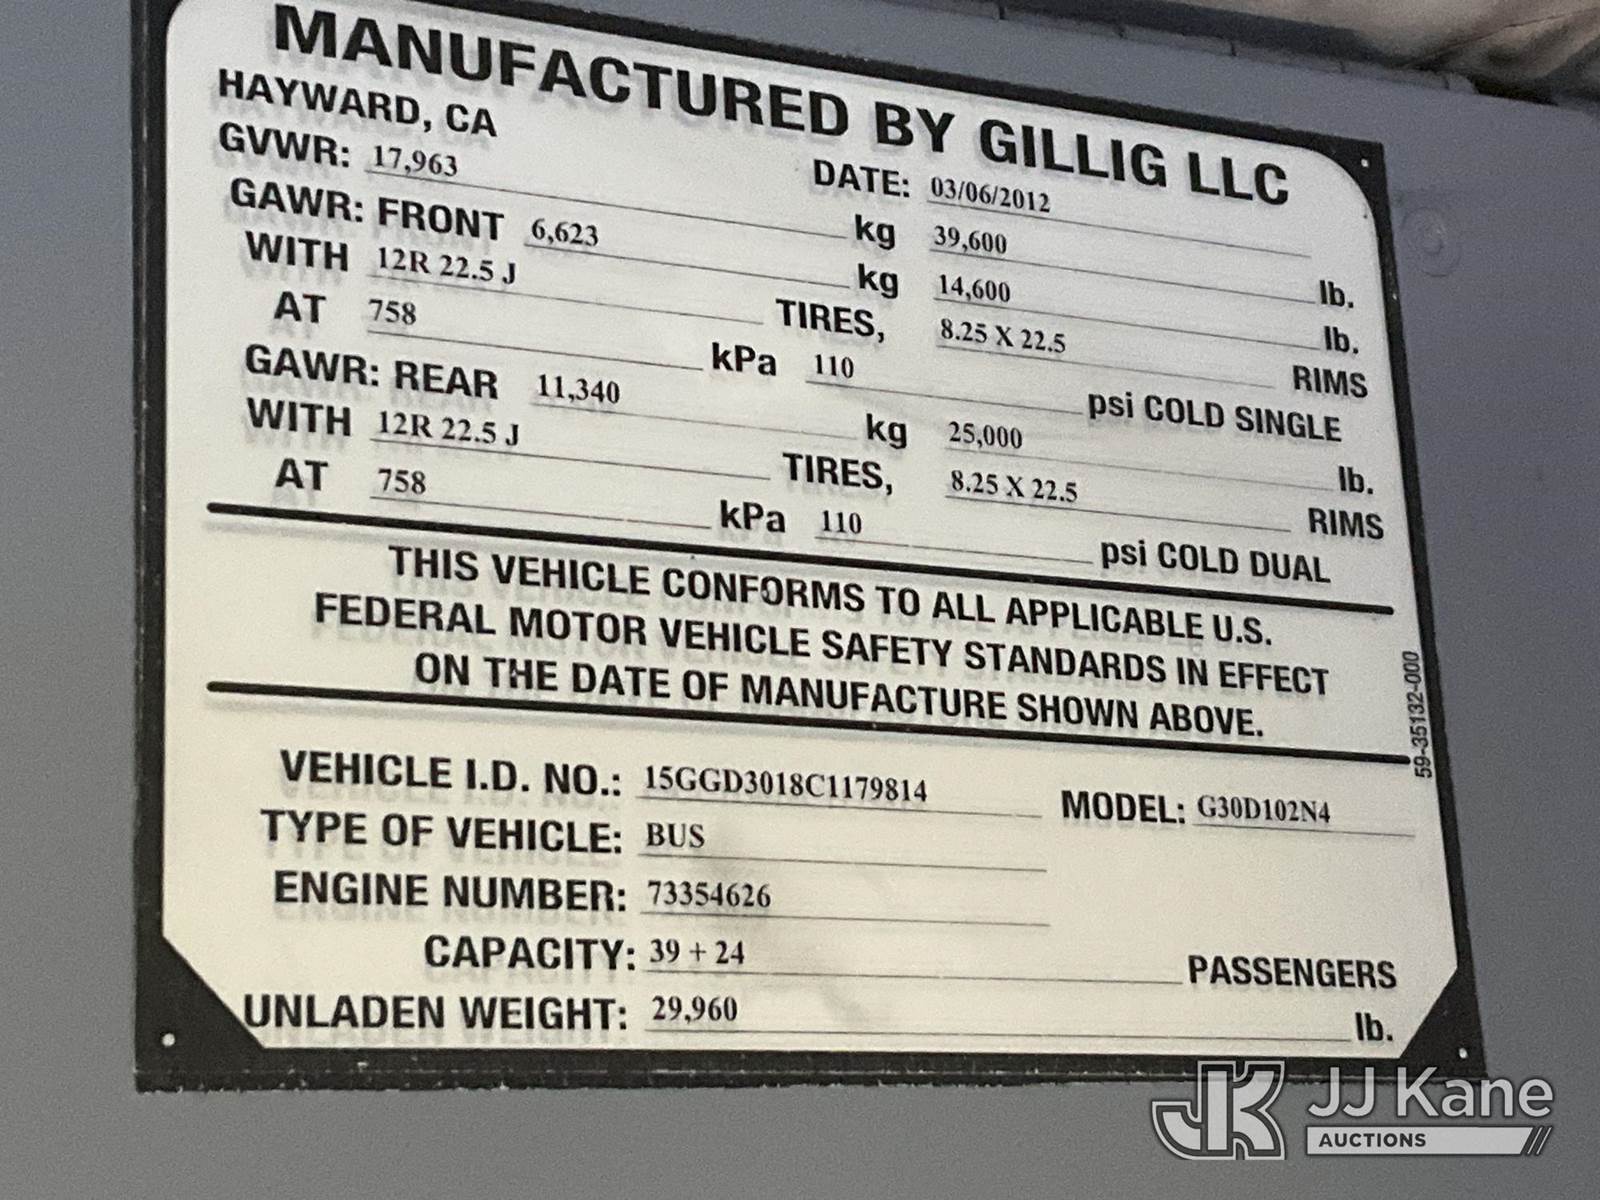 MANUFACTURED BY GILLIG LLC
HAYWARD, CA
DATE: 03/06/2012
GVWR: 17,963 kg 39,600 lb.
GAWR: FRONT 6,623 kg 14,600 lb.
WITH 12R 22.5 J TIRES, 8.25 X 22.5 RIMS
AT 758 kPa 110 psi COLD SINGLE
GAWR: REAR 11,340 kg 25,000 lb.
WITH 12R 22.5 J TIRES, 8.25 X 22.5 RIMS
AT 758 kPa 110 psi COLD DUAL
THIS VEHICLE CONFORMS TO ALL APPLICABLE U.S.
FEDERAL MOTOR VEHICLE SAFETY STANDARDS IN EFFECT
ON THE DATE OF MANUFACTURE SHOWN ABOVE.
59-35132-000
VEHICLE I.D. NO.: 15GGD3018C1179814 MODEL: G30D102N4
TYPE OF VEHICLE: BUS
ENGINE NUMBER: 73354626
CAPACITY: 39 + 24 PASSENGERS
UNLADEN WEIGHT: 29,960 lb.
JK JJ Kane
AUCTIONS